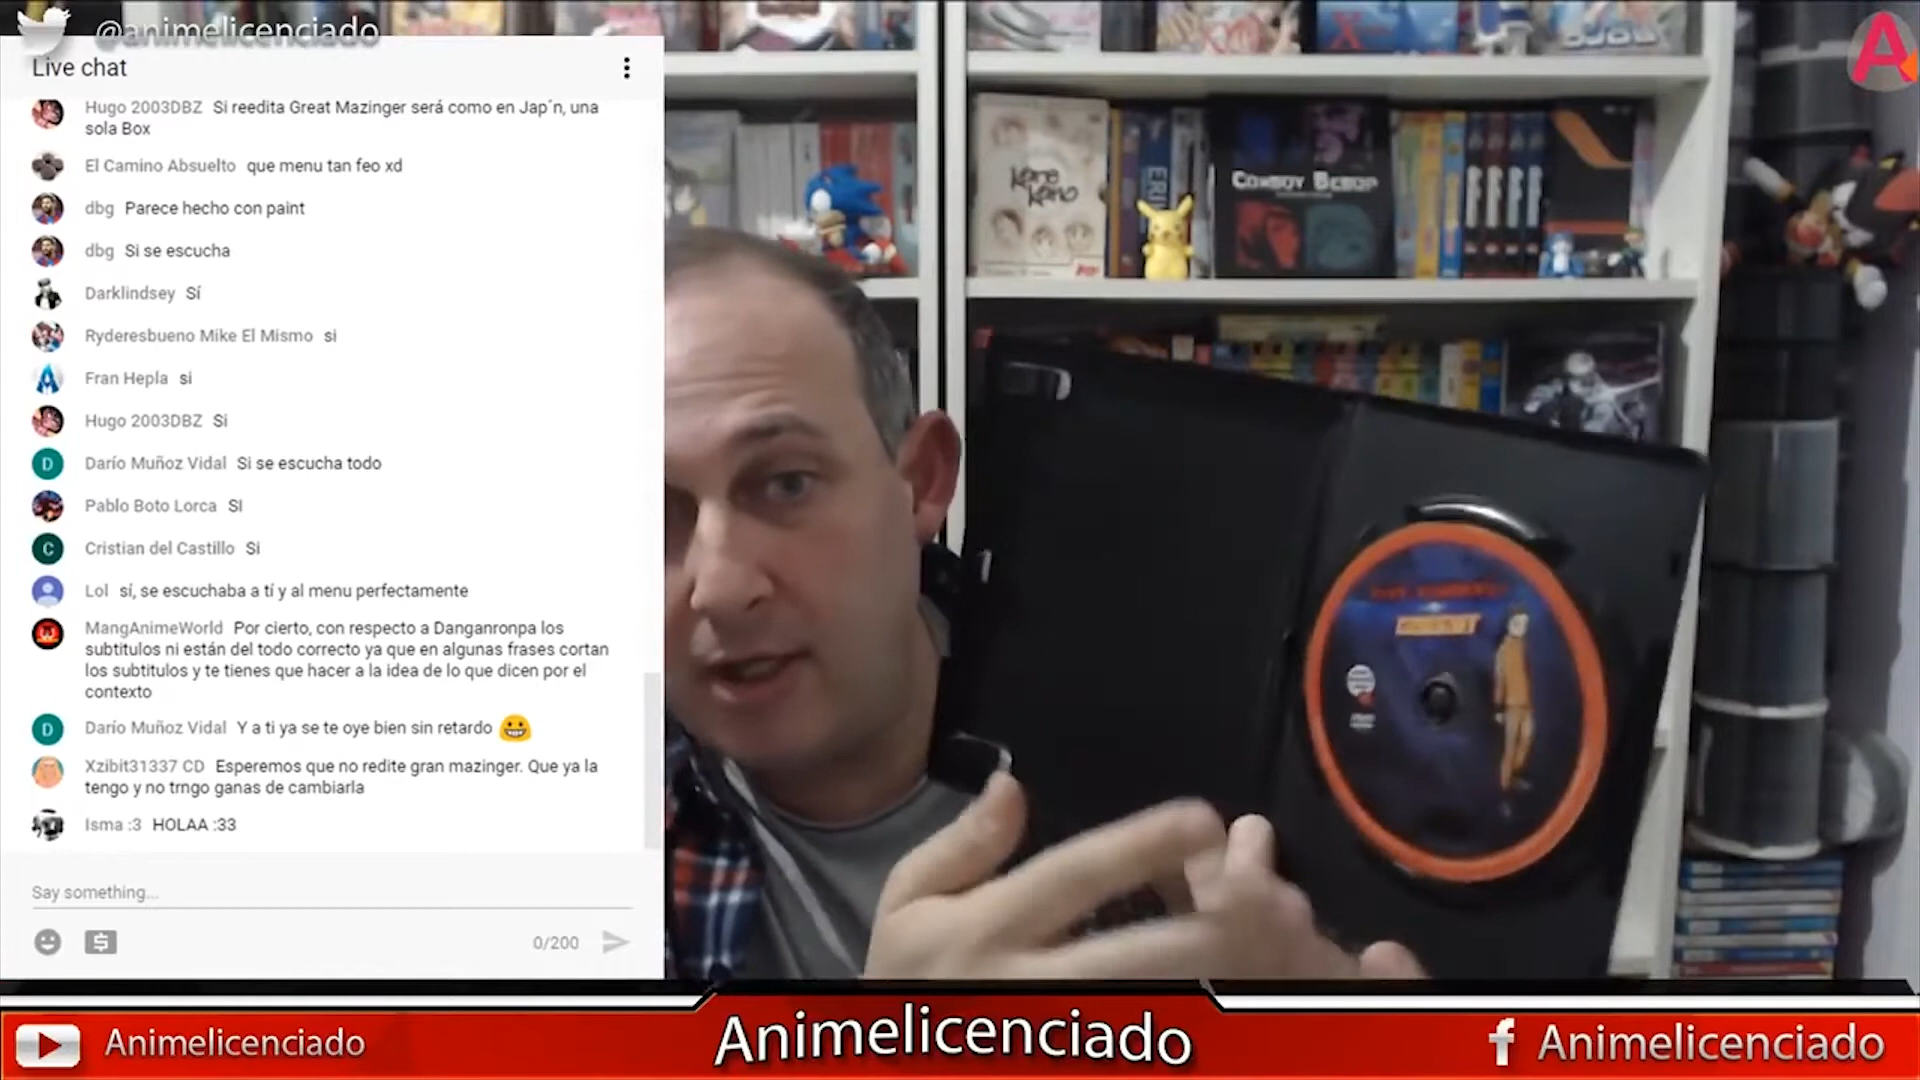 @animelicenciado
Live chat
Hugo 2003DBZ Si reedita Great Mazinger será como en Jap´n, una
sola Box
El Camino Absuelto que menu tan feo xd
dbg Parece hecho con paint
dbg Si se escucha
Darklindsey Sí
Ryderesbueno Mike El Mismo si
Fran Hepla si
Hugo 2003DBZ Si
D Darío Muñoz Vidal Si se escucha todo
Pablo Boto Lorca SI
C Cristian del Castillo Si
Lol sí, se escuchaba a tí y al menu perfectamente
MangAnimeWorld Por cierto, con respecto a Danganronpa los
subtitulos ni están del todo correcto ya que en algunas frases cortan
los subtitulos y te tienes que hacer a la idea de lo que dicen por el
contexto
D Darío Muñoz Vidal Y a ti ya se te oye bien sin retardo
Xzibit31337 CD Esperemos que no redite gran mazinger. Que ya la
tengo y no trngo ganas de cambiarla
Isma :3 HOLAA :33
Say something...
$ 0/200
Kare
Kano
COWBOY BEBOP
A
Animelicenciado
Animelicenciado
f Animelicenciado